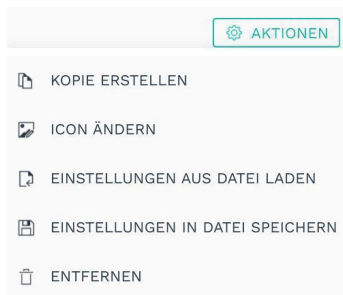 AKTIONEN
KOPIE ERSTELLEN
ICON ÄNDERN
EINSTELLUNGEN AUS DATEI LADEN
EINSTELLUNGEN IN DATEI SPEICHERN
ENTFERNEN